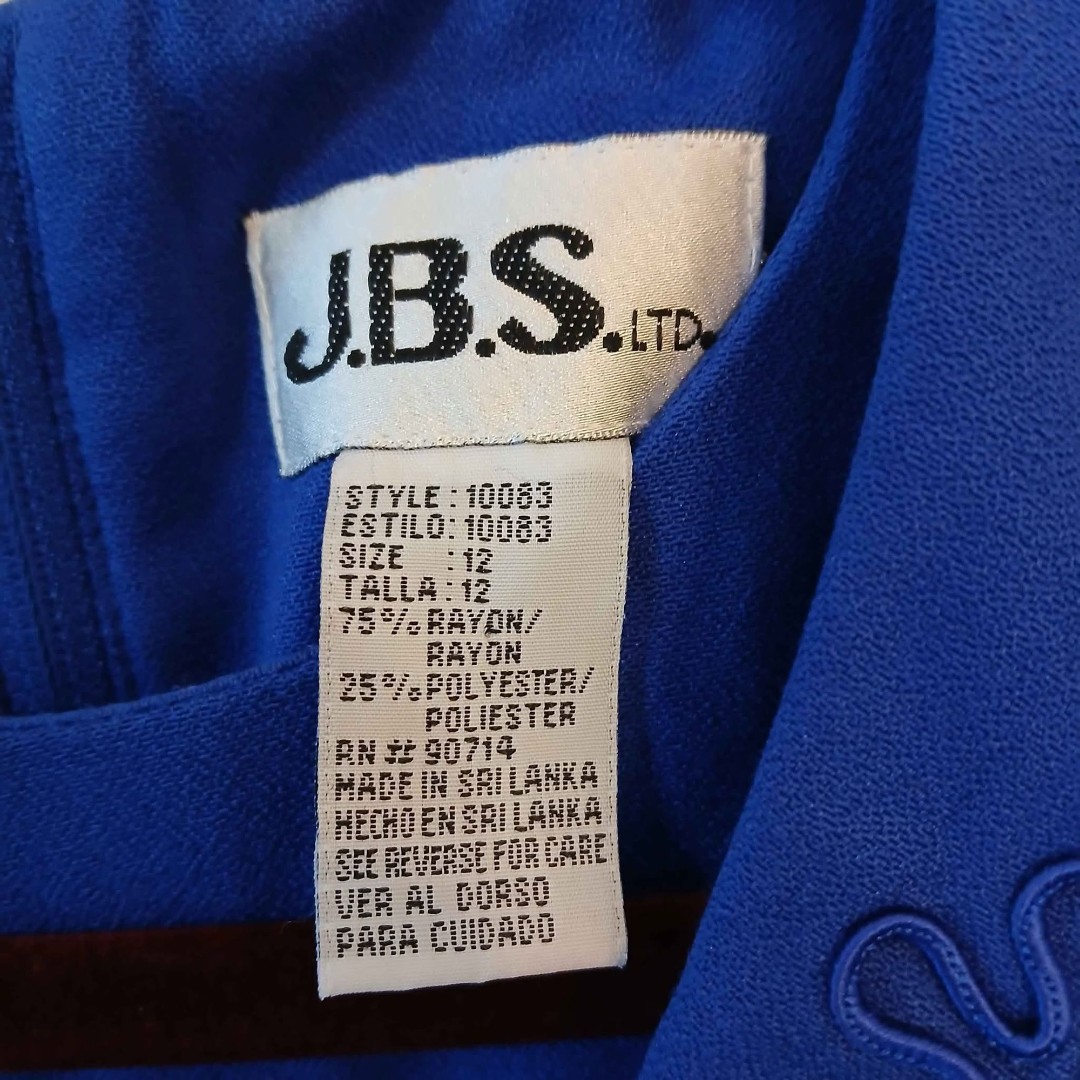 J.B.S. LTD.
STYLE : 10083
ESTILO: 10083
SIZE : 12
TALLA : 12
75% RAYON/
RAYON
25% POLYESTER/
POLIESTER
RN # 90714
MADE IN SRI LANKA
HECHO EN SRI LANKA
SEE REVERSE FOR CARE
VER AL DORSO
PARA CUIDADO